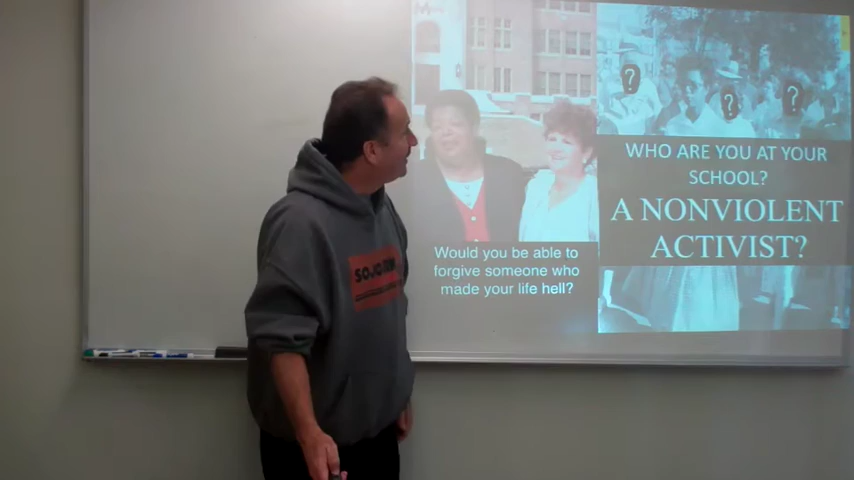 Would you be able to
forgive someone who
made your life hell?
? ? ?
WHO ARE YOU AT YOUR
SCHOOL?
A NONVIOLENT
ACTIVIST?